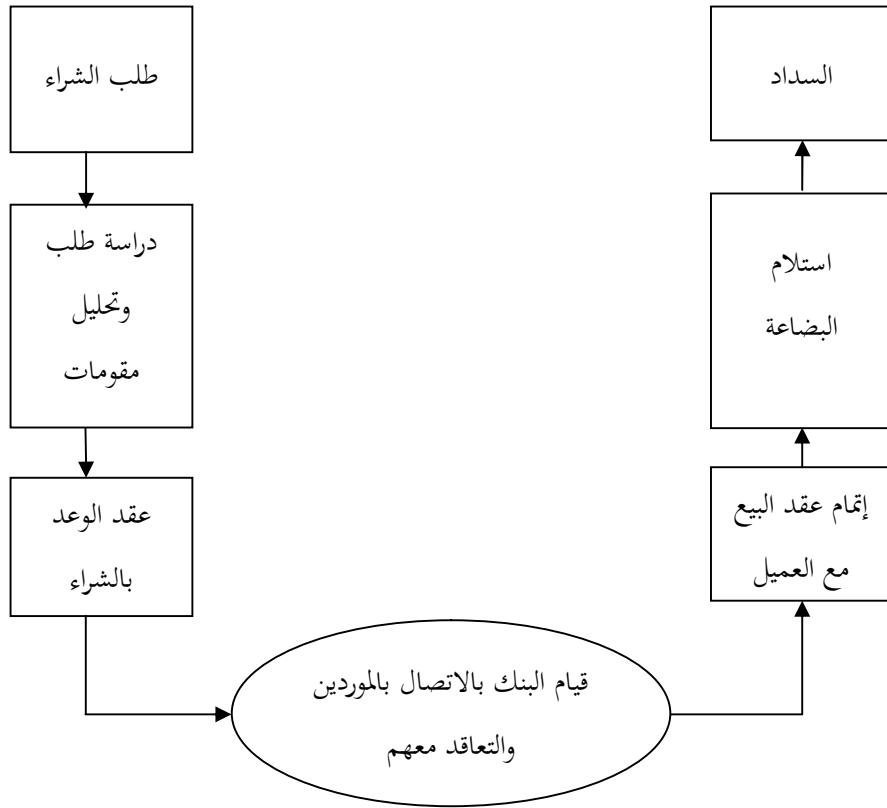 طلب الشراء
دراسة طلب
وتحليل
مقومات
عقد الوعد
بالشراء
قيام البنك بالاتصال بالموردين
والتعاقد معهم
إتمام عقد البيع
مع العميل
استلام
البضاعة
السداد